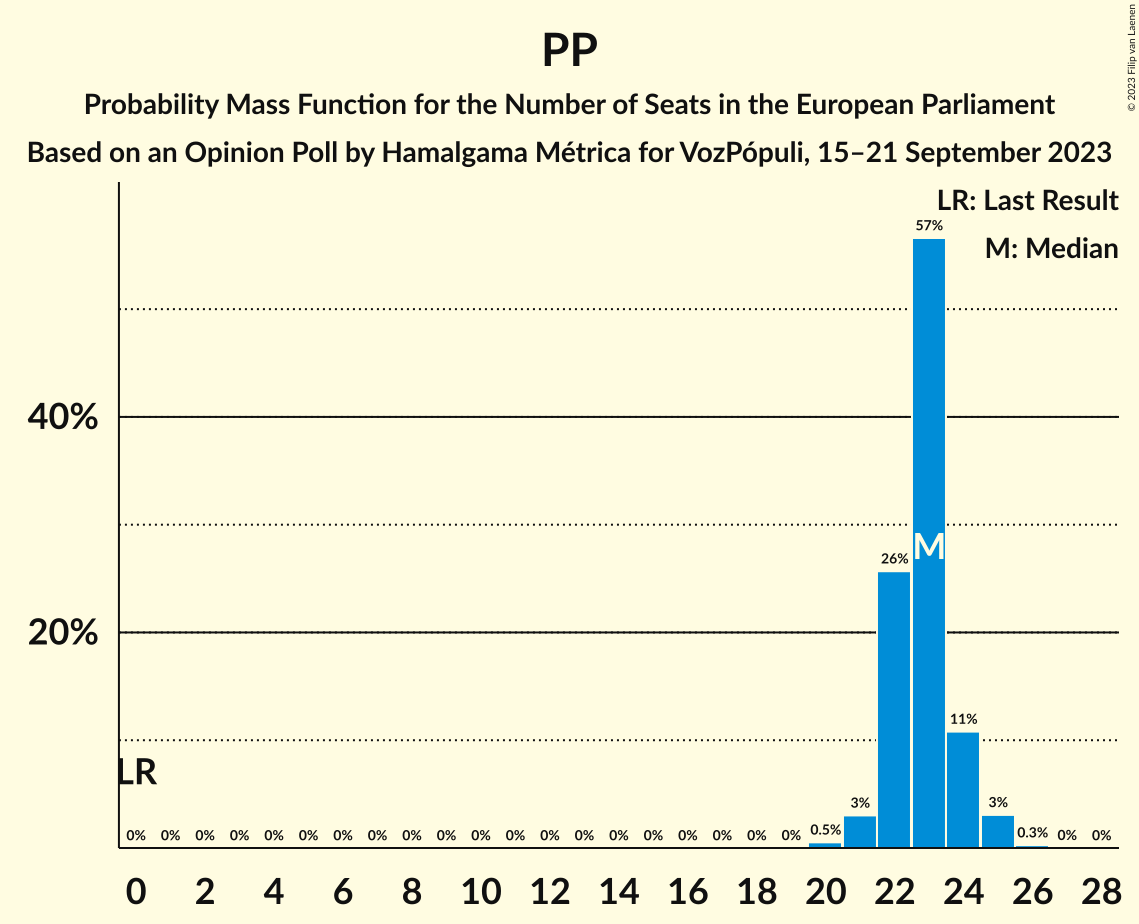 PP
Probability Mass Function for the Number of Seats in the European Parliament
Based on an Opinion Poll by Hamalgama Métrica for VozPópuli, 15–21 September 2023
© 2023 Filip van Laenen
LR: Last Result
M: Median
57%
40%
26%
M
20%
11%
LR
0% 0% 0% 0% 0% 0% 0% 0% 0% 0% 0% 0% 0% 0% 0% 0% 0% 0% 0% 0% 0.5% 3% 3% 0.3% 0% 0%
0 2 4 6 8 10 12 14 16 18 20 22 24 26 28